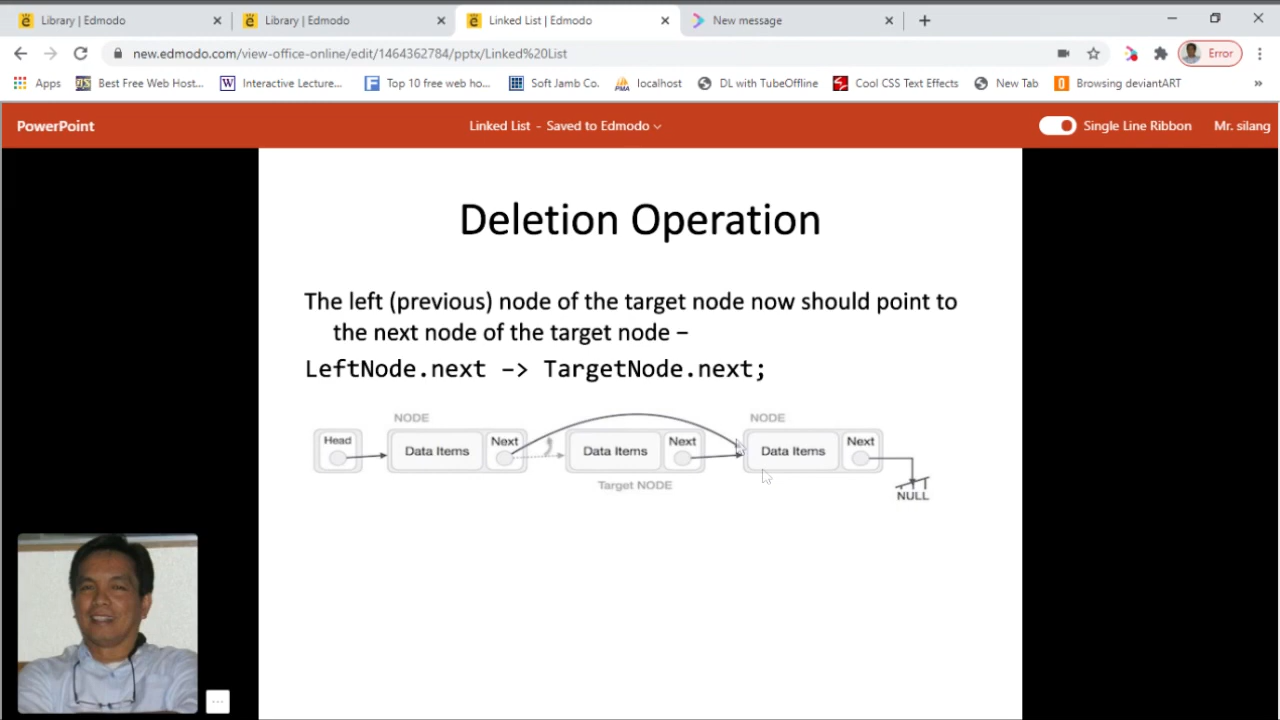 Library | Edmodo
Library | Edmodo
Linked List | Edmodo
New message
new.edmodo.com/view-office-online/edit/1464362784/pptx/Linked%20List
Error
Apps
Best Free Web Host...
Interactive Lecture...
Top 10 free web ho...
Soft Jamb Co.
localhost
DL with TubeOffline
Cool CSS Text Effects
New Tab
Browsing deviantART
»
PowerPoint
Linked List - Saved to Edmodo
Single Line Ribbon
Mr. silang
Deletion Operation
The left (previous) node of the target node now should point to
the next node of the target node –
LeftNode.next –> TargetNode.next;
NODE
NODE
Head
Data Items
Next
Data Items
Next
Data Items
Next
Target NODE
NULL